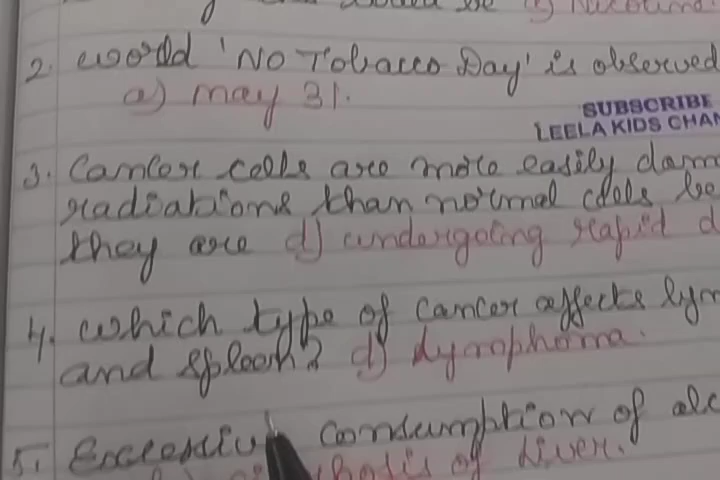 would be a)
2. World 'No Tobacco Day' is observed
a) may 31.
SUBSCRIBE
LEELA KIDS CHAN
3. Cancer cells are more easily dam
radiations than normal cells be
they are d) undergoing rapid d
4. which type of cancer affects lym
and spleen? d) Lymphoma.
5. Excessive consumption of alc
of Liver.